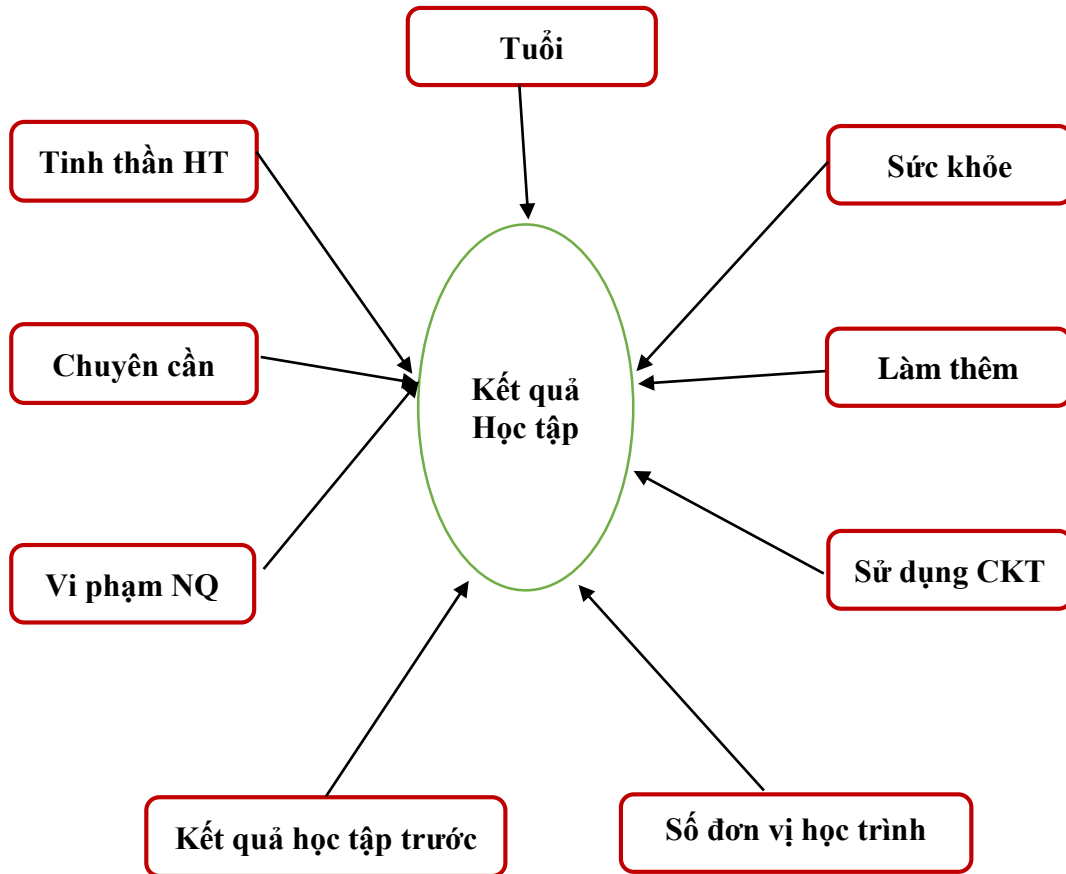 Tuổi
Tinh thần HT
Sức khỏe
Chuyên cần
Làm thêm
Kết quả
Học tập
Vi phạm NQ
Sử dụng CKT
Kết quả học tập trước
Số đơn vị học trình